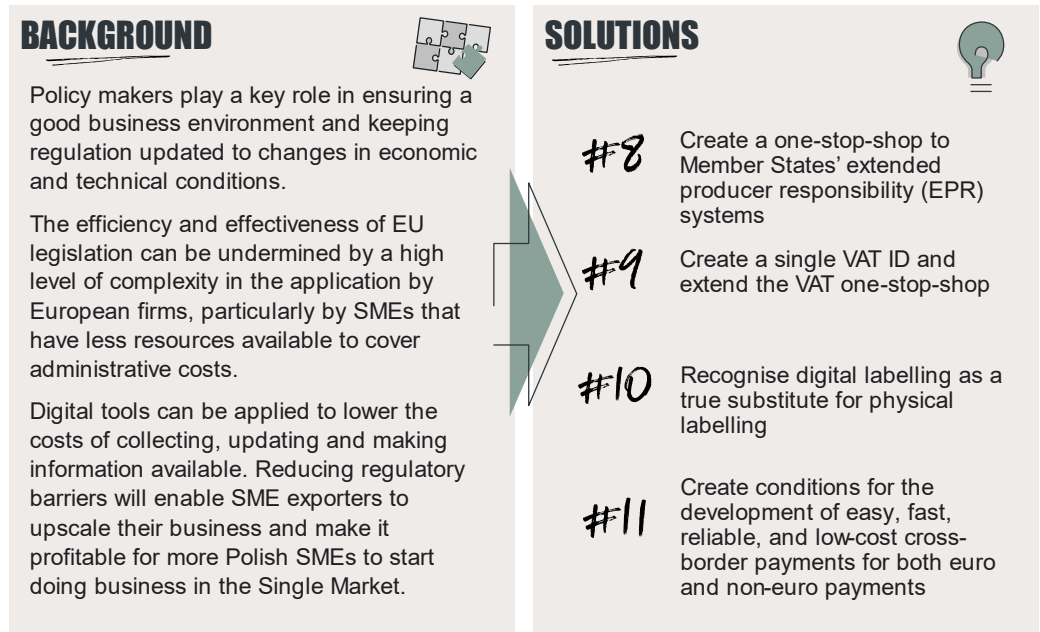 BACKGROUND
Policy makers play a key role in ensuring a
good business environment and keeping
regulation updated to changes in economic
and technical conditions.
The efficiency and effectiveness of EU
legislation can be undermined by a high
level of complexity in the application by
European firms, particularly by SMEs that
have less resources available to cover
administrative costs.
Digital tools can be applied to lower the
costs of collecting, updating and making
information available. Reducing regulatory
barriers will enable SME exporters to
upscale their business and make it
profitable for more Polish SMEs to start
doing business in the Single Market.
SOLUTIONS
#8
Create a one-stop-shop to
Member States’ extended
producer responsibility (EPR)
systems
#9
Create a single VAT ID and
extend the VAT one-stop-shop
#10
Recognise digital labelling as a
true substitute for physical
labelling
#11
Create conditions for the
development of easy, fast,
reliable, and low-cost cross-
border payments for both euro
and non-euro payments